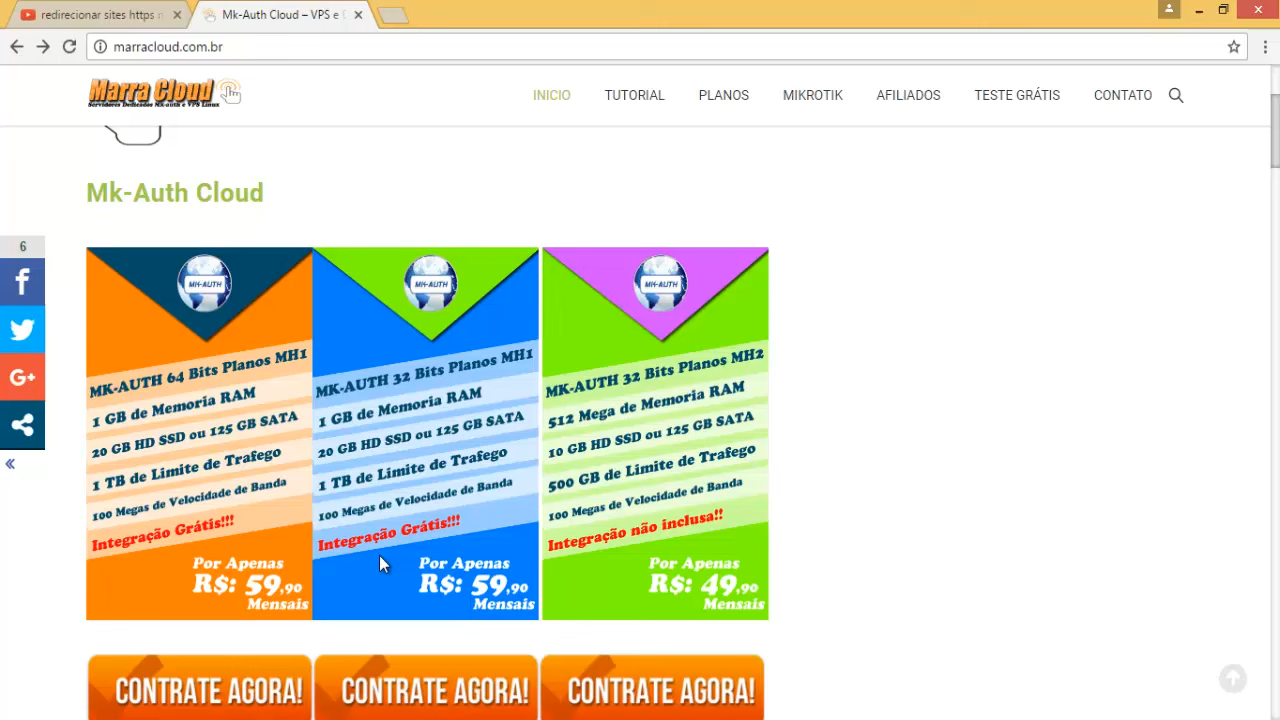 redirecionar sites https n
Mk-Auth Cloud – VPS e D
marracloud.com.br
Marra Cloud
Servidores Dedicados Mk-auth e VPS Linux
INICIO
TUTORIAL
PLANOS
MIKROTIK
AFILIADOS
TESTE GRÁTIS
CONTATO
Mk-Auth Cloud
6
f
G+
MK-AUTH
MK-AUTH 64 Bits Planos MH1
1 GB de Memoria RAM
20 GB HD SSD ou 125 GB SATA
1 TB de Limite de Trafego
100 Megas de Velocidade de Banda
Integração Grátis!!!
Por Apenas
R$: 59,90
Mensais
MK-AUTH
MK-AUTH 32 Bits Planos MH1
1 GB de Memoria RAM
20 GB HD SSD ou 125 GB SATA
1 TB de Limite de Trafego
100 Megas de Velocidade de Banda
Integração Grátis!!!
Por Apenas
R$: 59,90
Mensais
MK-AUTH
MK-AUTH 32 Bits Planos MH2
512 Mega de Memoria RAM
10 GB HD SSD ou 125 GB SATA
500 GB de Limite de Trafego
100 Megas de Velocidade de Banda
Integração não inclusa!!
Por Apenas
R$: 49,90
Mensais
CONTRATE AGORA!
CONTRATE AGORA!
CONTRATE AGORA!